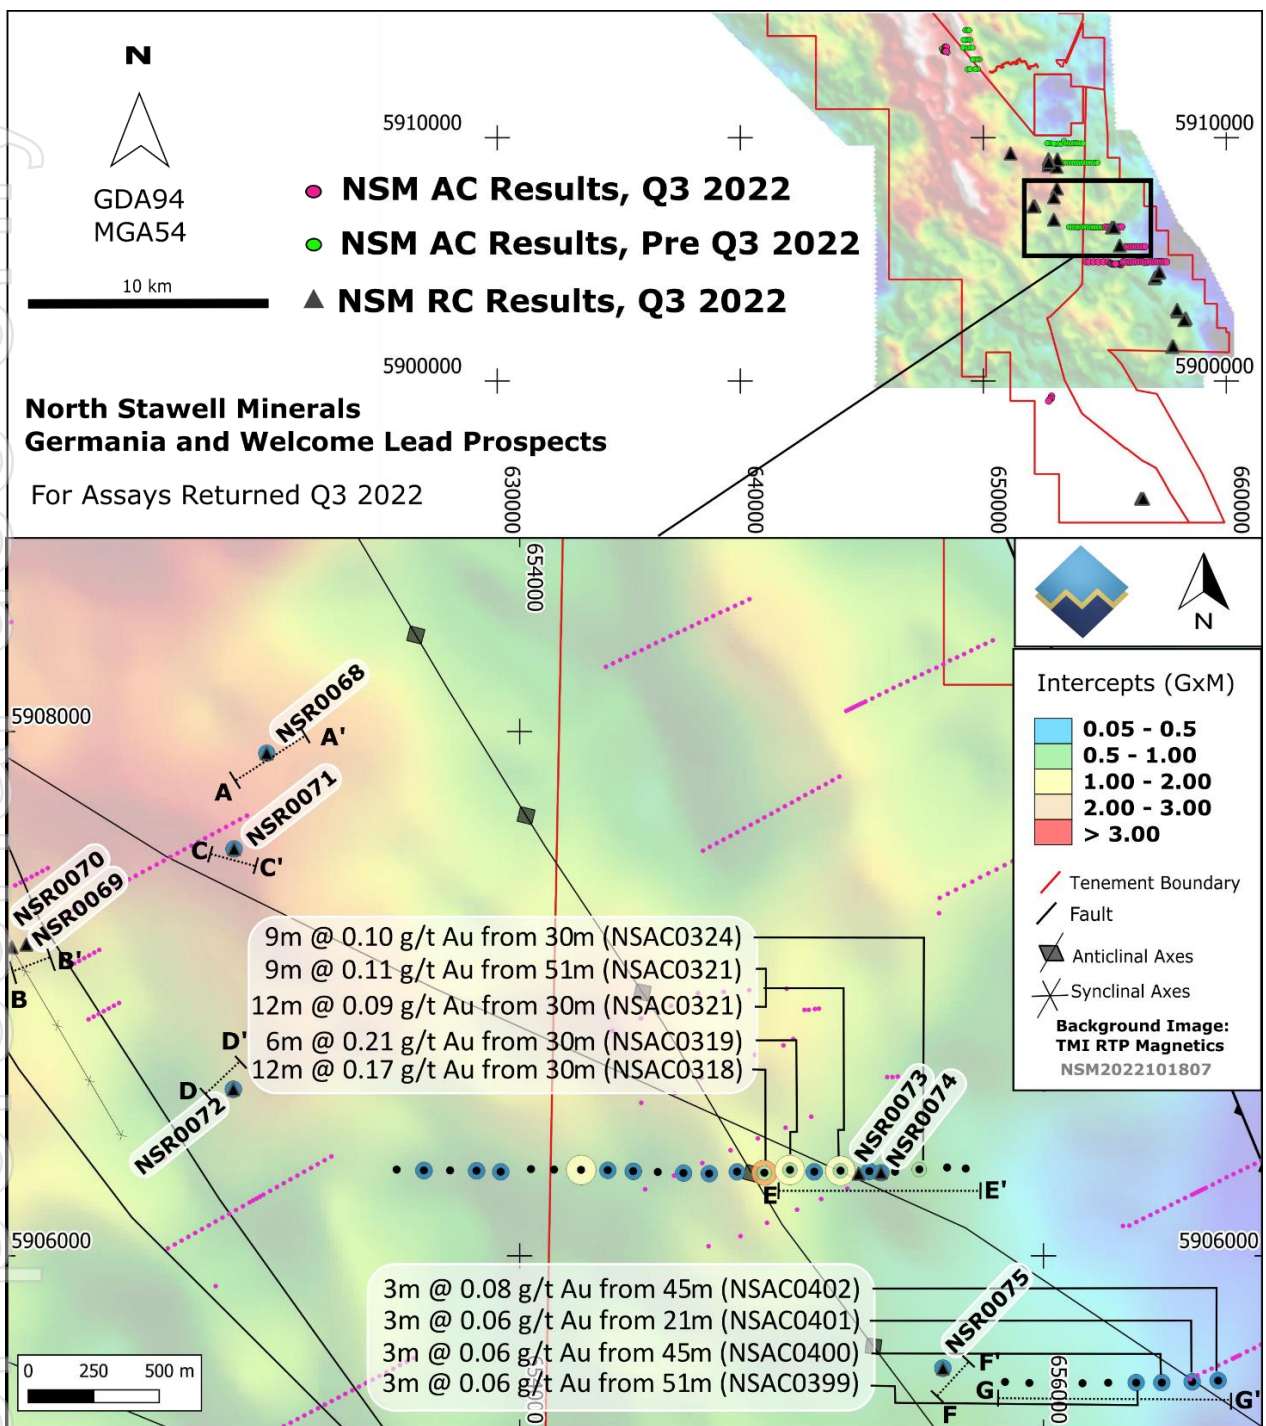 N
GDA94
MGA54
10 km
NSM AC Results, Q3 2022
NSM AC Results, Pre Q3 2022
NSM RC Results, Q3 2022
5910000
5910000
5900000
5900000
630000
640000
650000
660000
North Stawell Minerals
Germania and Welcome Lead Prospects
For Assays Returned Q3 2022
654000
N
Intercepts (GxM)
0.05 - 0.5
0.5 - 1.00
1.00 - 2.00
2.00 - 3.00
> 3.00
Tenement Boundary
Fault
Anticlinal Axes
Synclinal Axes
Background Image:
TMI RTP Magnetics
NSM2022101807
5908000
NSR0068
A
A'
NSR0071
C
C'
NSR0070
NSR0069
B
B'
D'
D
NSR0072
9m @ 0.10 g/t Au from 30m (NSAC0324)
9m @ 0.11 g/t Au from 51m (NSAC0321)
12m @ 0.09 g/t Au from 30m (NSAC0321)
6m @ 0.21 g/t Au from 30m (NSAC0319)
12m @ 0.17 g/t Au from 30m (NSAC0318)
NSR0073
NSR0074
E
E'
5906000
5906000
3m @ 0.08 g/t Au from 45m (NSAC0402)
3m @ 0.06 g/t Au from 21m (NSAC0401)
3m @ 0.06 g/t Au from 45m (NSAC0400)
3m @ 0.06 g/t Au from 51m (NSAC0399)
NSR0075
F'
F
G
G'
0 250 500 m
654000
656000